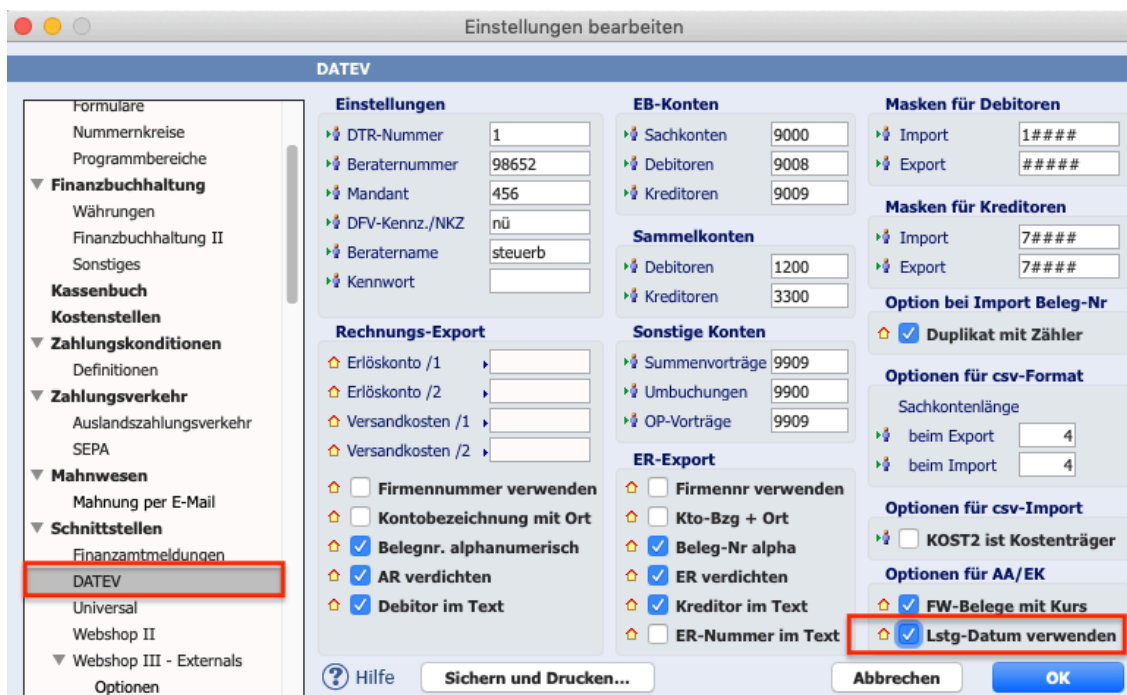 Einstellungen bearbeiten
DATEV
Formulare
Nummernkreise
Programmbereiche
Finanzbuchhaltung
Währungen
Finanzbuchhaltung II
Sonstiges
Kassenbuch
Kostenstellen
Zahlungskonditionen
Definitionen
Zahlungsverkehr
Auslandszahlungsverkehr
SEPA
Mahnwesen
Mahnung per E-Mail
Schnittstellen
Finanzamtmeldungen
DATEV
Universal
Webshop II
Webshop III - Externals
Optionen
Einstellungen
DTR-Nummer 1
Beraternummer 98652
Mandant 456
DFV-Kennz./NKZ nü
Beratername steuerb
Kennwort
Rechnungs-Export
Erlöskonto /1
Erlöskonto /2
Versandkosten /1
Versandkosten /2
Firmennummer verwenden
Kontobezeichnung mit Ort
Belegnr. alphanumerisch
AR verdichten
Debitor im Text
EB-Konten
Sachkonten 9000
Debitoren 9008
Kreditoren 9009
Sammelkonten
Debitoren 1200
Kreditoren 3300
Sonstige Konten
Summenvorträge 9909
Umbuchungen 9900
OP-Vorträge 9909
ER-Export
Firmennr verwenden
Kto-Bzg + Ort
Beleg-Nr alpha
ER verdichten
Kreditor im Text
ER-Nummer im Text
Masken für Debitoren
Import 1####
Export #####
Masken für Kreditoren
Import 7####
Export 7####
Option bei Import Beleg-Nr
Duplikat mit Zähler
Optionen für csv-Format
Sachkontenlänge
beim Export 4
beim Import 4
Optionen für csv-Import
KOST2 ist Kostenträger
Optionen für AA/EK
FW-Belege mit Kurs
Lstg-Datum verwenden
? Hilfe
Sichern und Drucken...
Abbrechen
OK